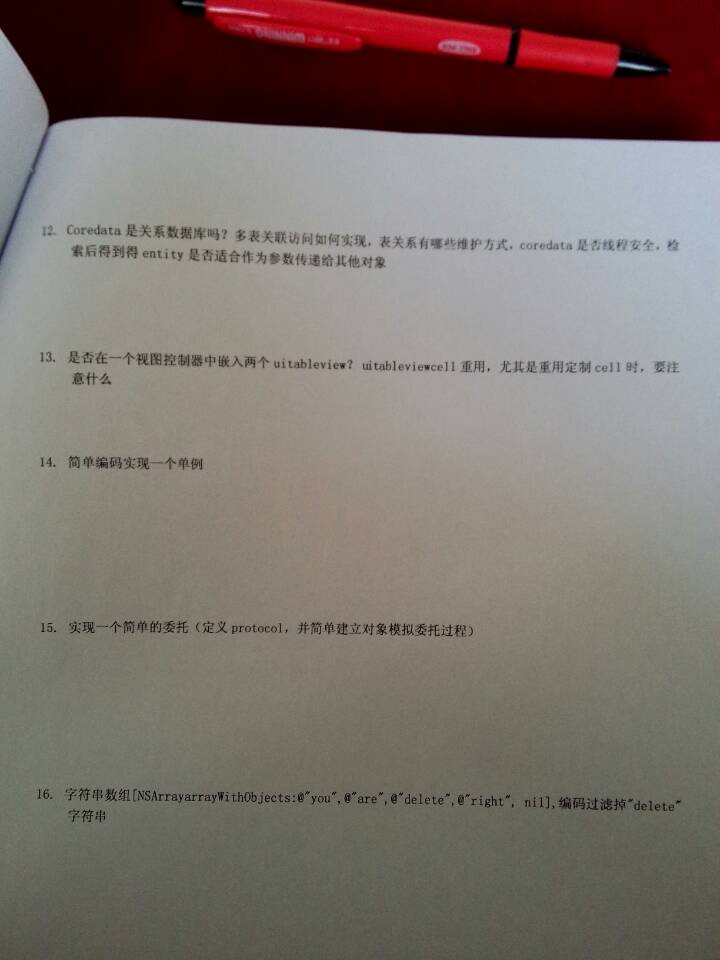 12. Coredata 是关系数据库吗？多表关联访问如何实现，表关系有哪些维护方式，coredata 是否线程安全，检
索后得到得 entity 是否适合作为参数传递给其他对象
13. 是否在一个视图控制器中嵌入两个 uitableview？uitableviewcell 重用，尤其是重用定制 cell 时，要注
意什么
14. 简单编码实现一个单例
15. 实现一个简单的委托（定义 protocol，并简单建立对象模拟委托过程）
16. 字符串数组[NSArrayarrayWithObjects:@"you",@"are",@"delete",@"right", nil],编码过滤掉"delete"
字符串